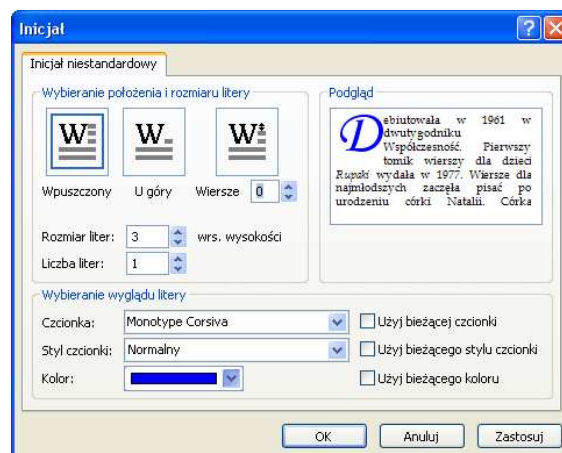 Inicjał
Inicjał niestandardowy
Wybieranie położenia i rozmiaru litery
W W W
Wpuszczony U góry Wiersze 0
Rozmiar liter: 3 wrs. wysokości
Liczba liter: 1
Podgląd
Debiutowała w 1961 w
dwutygodniku
Współczesność. Pierwszy
tomik wierszy dla dzieci
Rupaki wydała w 1977. Wiersze dla
najmłodszych zaczęła pisać po
urodzeniu córki Natalii. Córka
Wybieranie wyglądu litery
Czcionka: Monotype Corsiva Użyj bieżącej czcionki
Styl czcionki: Normalny Użyj bieżącego stylu czcionki
Kolor: Użyj bieżącego koloru
OK Anuluj Zastosuj